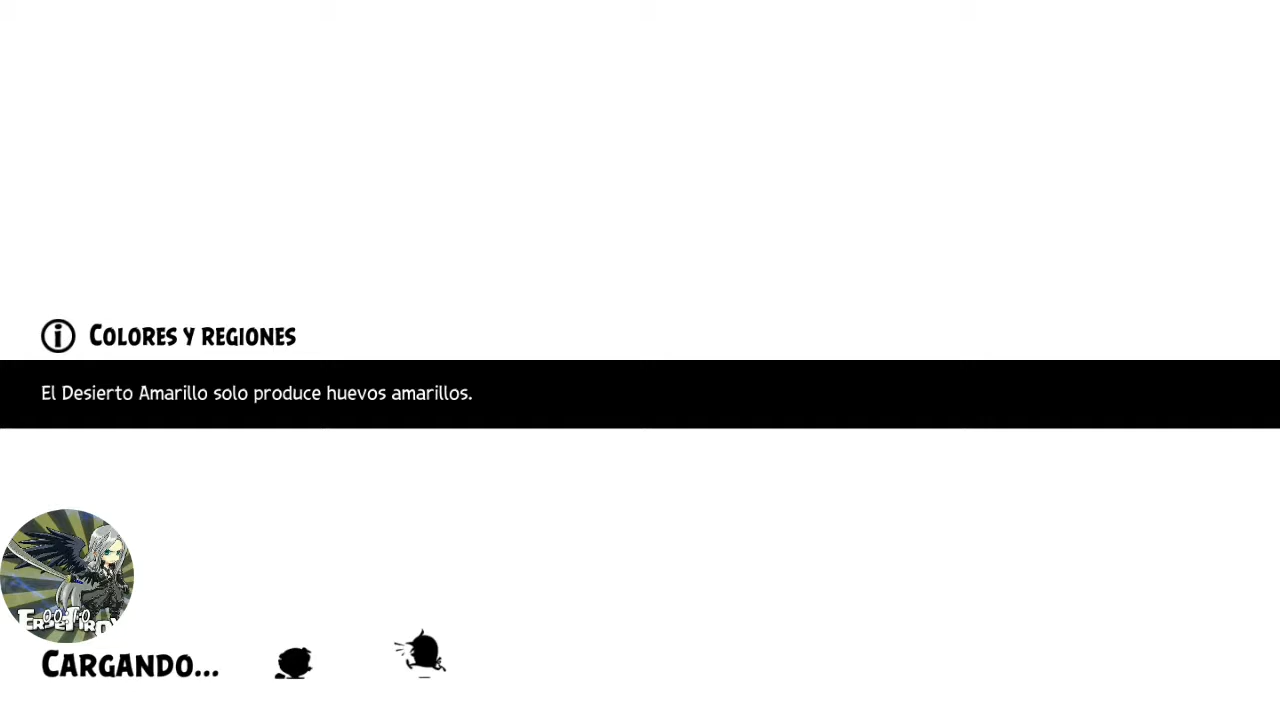 Colores y regiones
El Desierto Amarillo solo produce huevos amarillos.
Cargando...